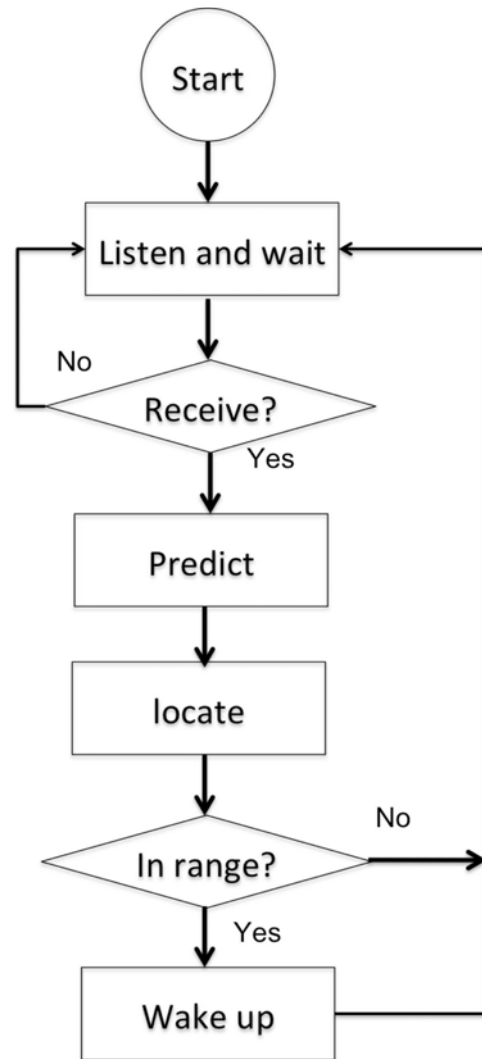 Start
Listen and wait
No
Receive?
Yes
Predict
locate
No
In range?
Yes
Wake up